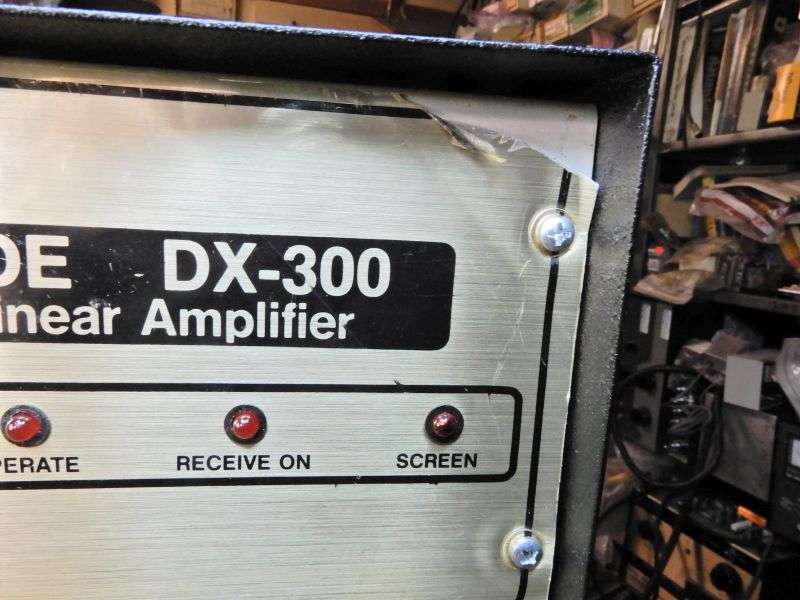 DE DX-300
inear Amplifier
PERATE RECEIVE ON SCREEN